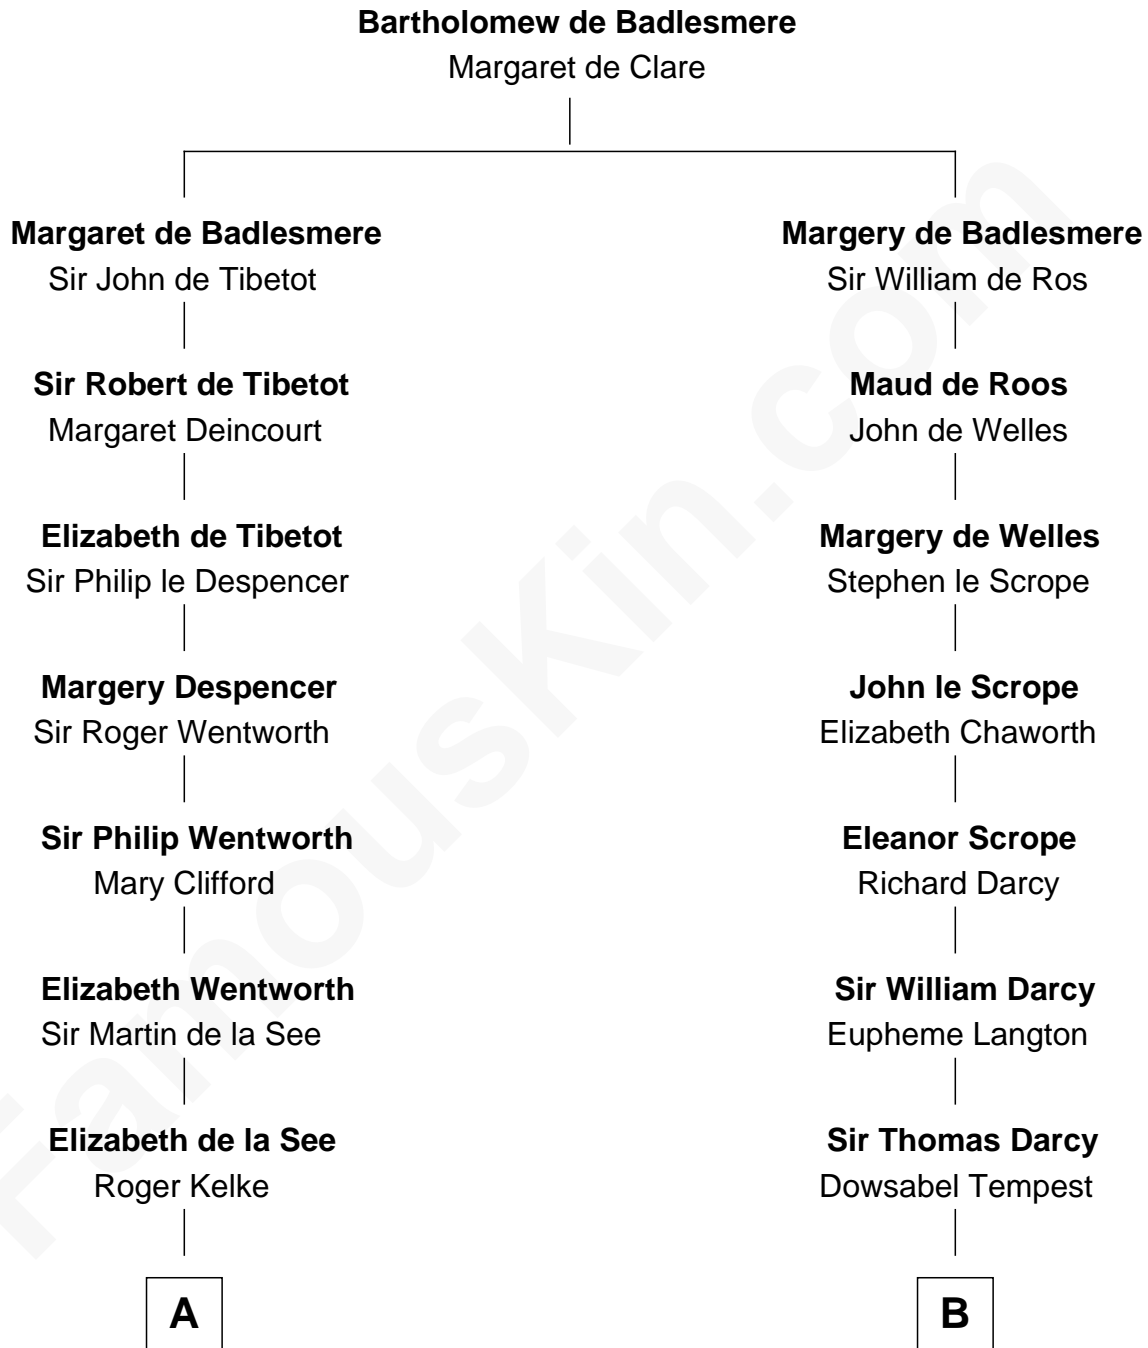 Bartholomew de Badlesmere
Margaret de Clare
Margaret de Badlesmere
Sir John de Tibetot
Margery de Badlesmere
Sir William de Ros
Sir Robert de Tibetot
Margaret Deincourt
Maud de Roos
John de Welles
Elizabeth de Tibetot
Sir Philip le Despencer
Margery de Welles
Stephen le Scrope
Margery Despencer
Sir Roger Wentworth
John le Scrope
Elizabeth Chaworth
Sir Philip Wentworth
Mary Clifford
Eleanor Scrope
Richard Darcy
Elizabeth Wentworth
Sir Martin de la See
Sir William Darcy
Eupheme Langton
Elizabeth de la See
Roger Kelke
Sir Thomas Darcy
Dowsabel Tempest
A
B
FamousKin.com